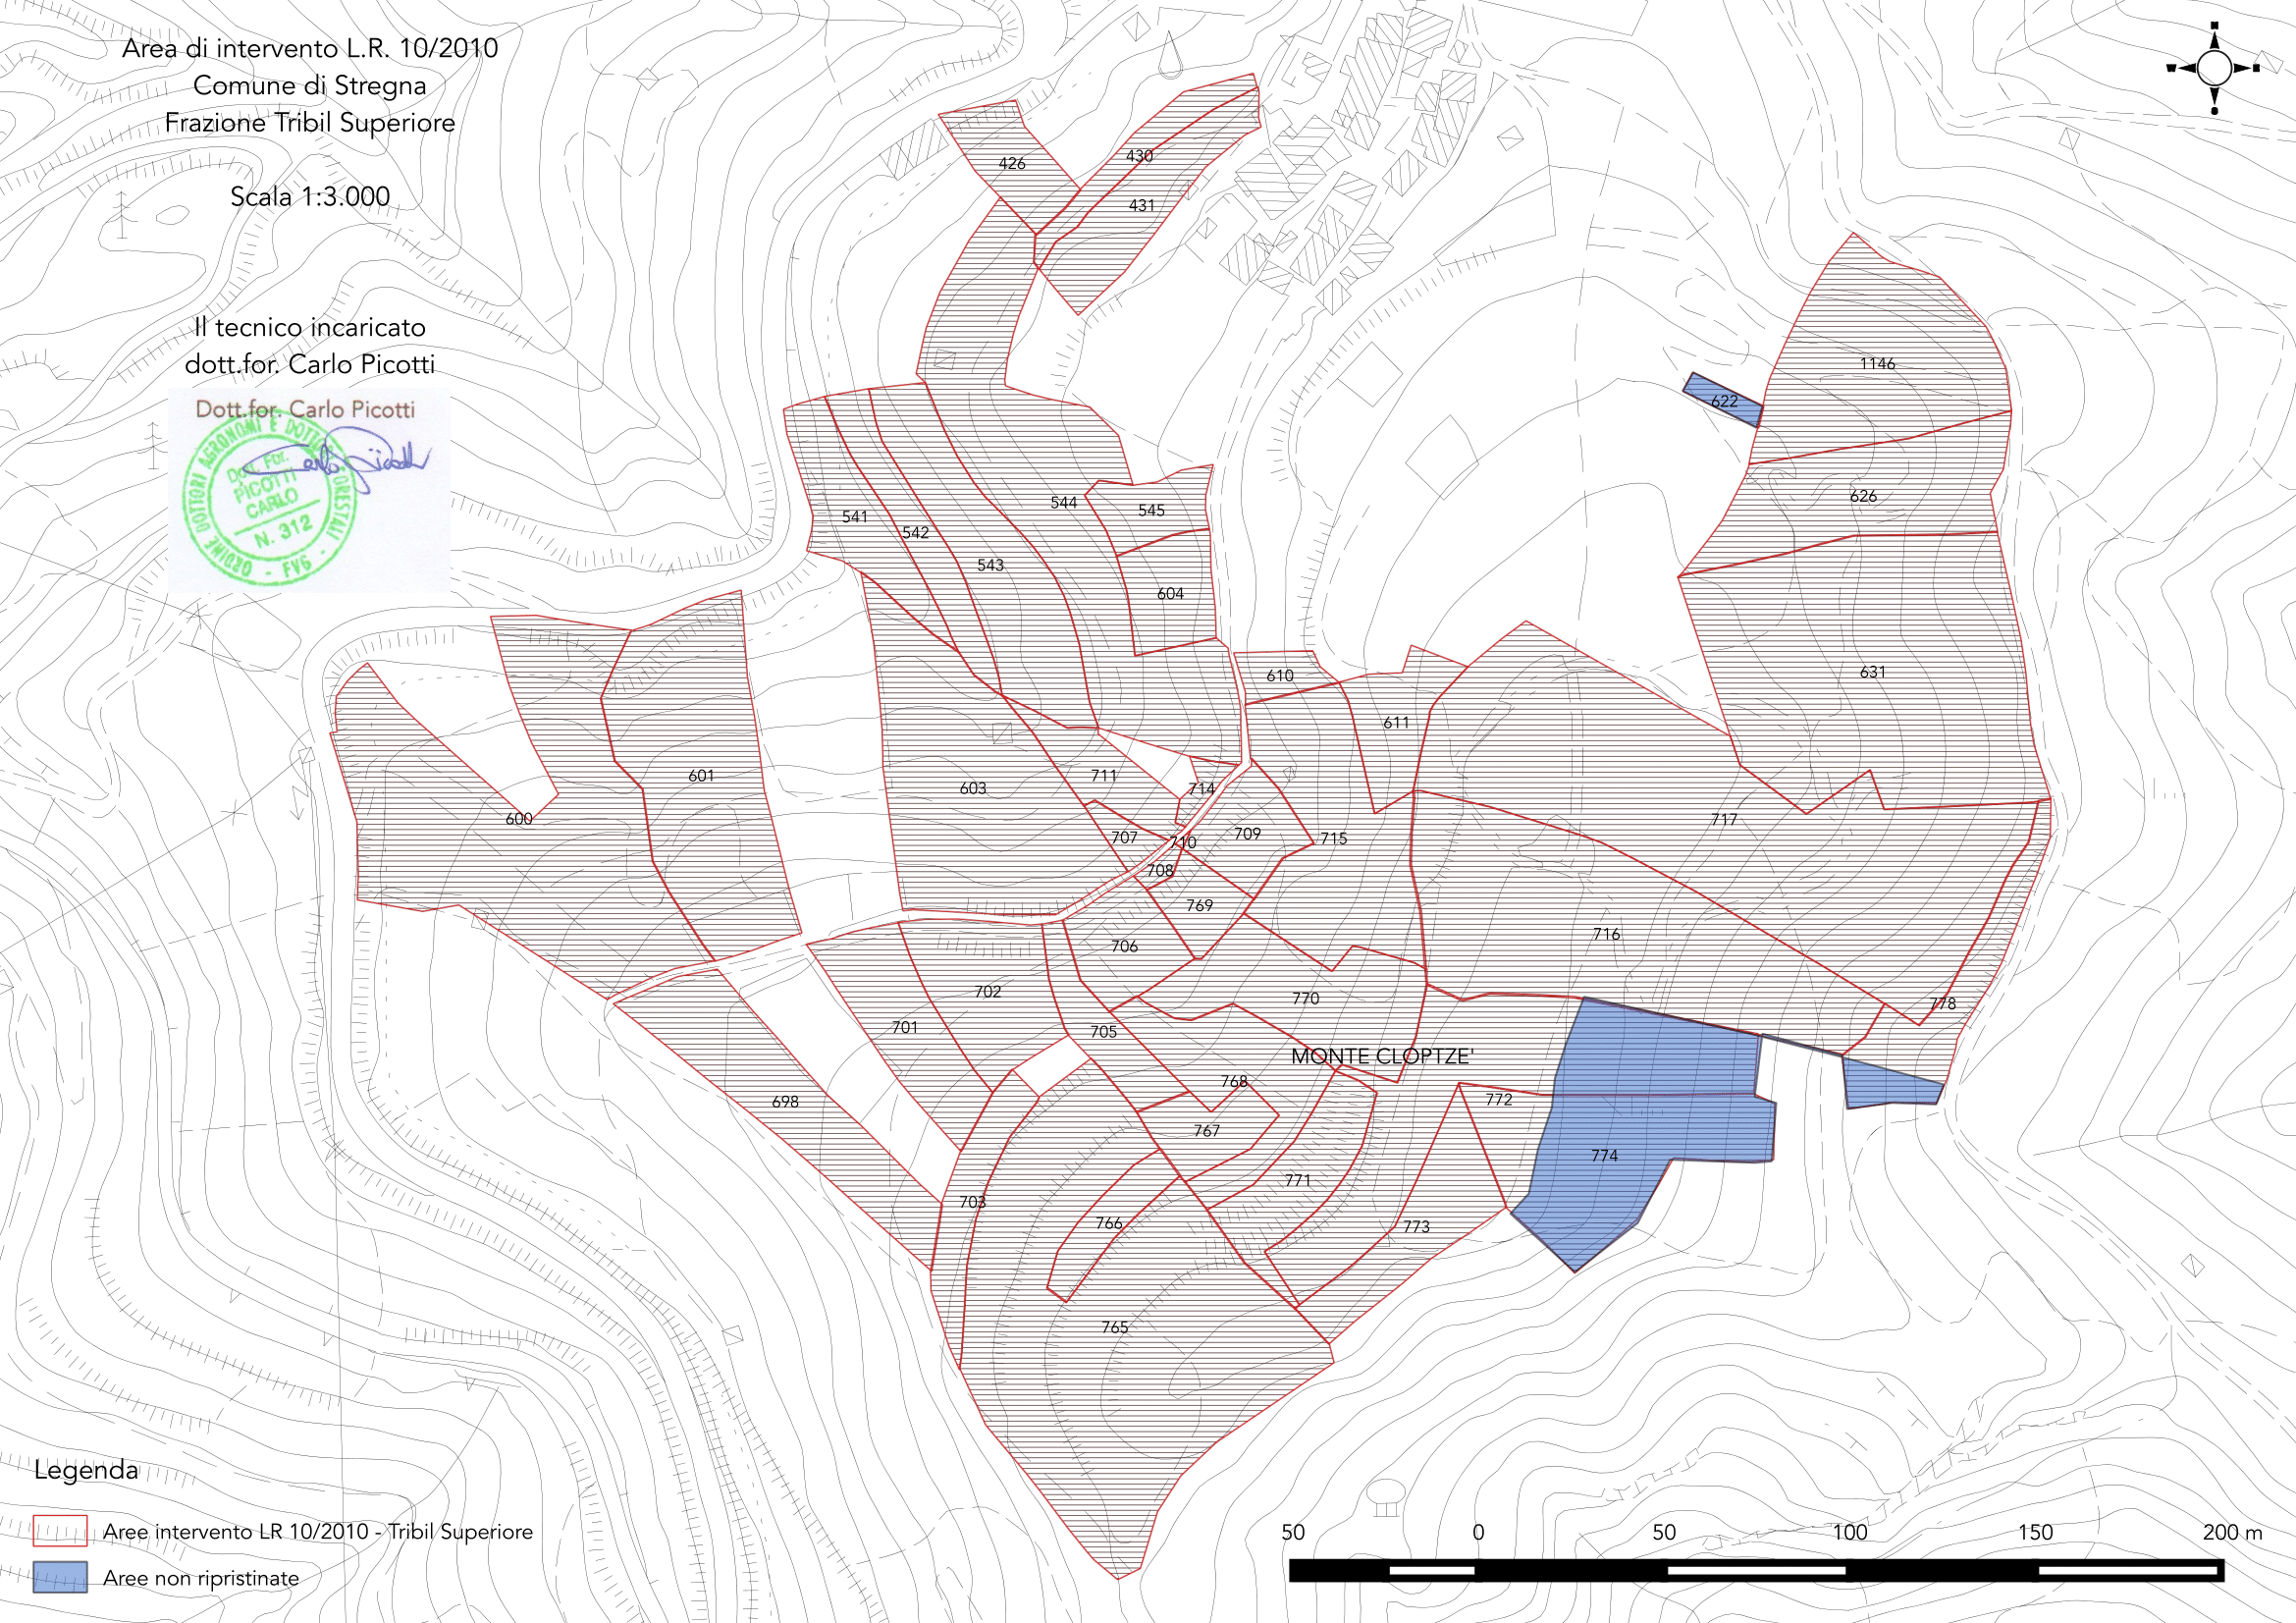 Area di intervento L.R. 10/2010
Comune di Stregna
Frazione Tribil Superiore
Scala 1:3.000
Il tecnico incaricato
dott.for. Carlo Picotti
Dott.for. Carlo Picotti
ORDINE DOTTORI AGRONOMI E DOTTORI FORESTALI - FVG -
Dott. For.
PICOTTI
CARLO
N. 312
426
430
431
1146
622
626
541
542
543
544
545
604
631
610
611
601
603
600
711
714
717
707
710
709
715
708
769
706
716
702
701
770
778
705
MONTE CLOPTZE'
768
698
772
767
774
771
703
766
773
765
Legenda
Aree intervento LR 10/2010 - Tribil Superiore
Aree non ripristinate
50 0 50 100 150 200 m